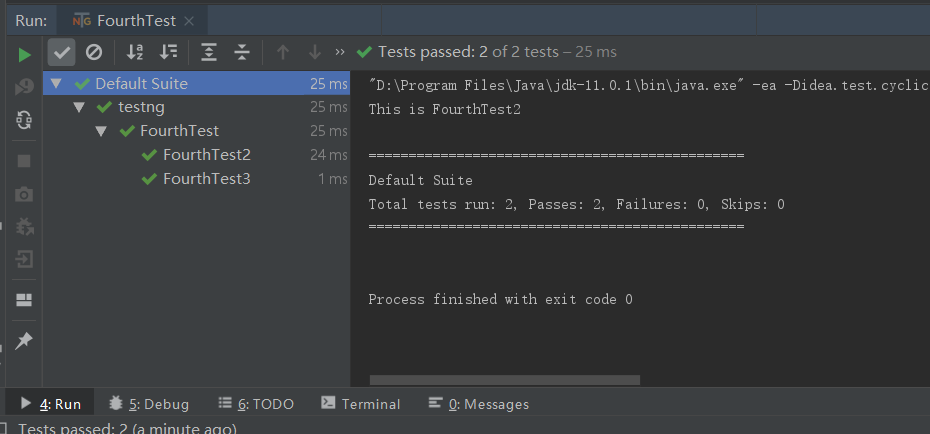 Run: NTG FourthTest
Tests passed: 2 of 2 tests – 25 ms
Default Suite 25 ms
testng 25 ms
FourthTest 25 ms
FourthTest2 24 ms
FourthTest3 1 ms
"D:\Program Files\Java\jdk-11.0.1\bin\java.exe" -ea -Didea.test.cyclic
This is FourthTest2
===============================================
Default Suite
Total tests run: 2, Passes: 2, Failures: 0, Skips: 0
===============================================
Process finished with exit code 0
4: Run 5: Debug 6: TODO Terminal 0: Messages
Tests passed: 2 (a minute ago)